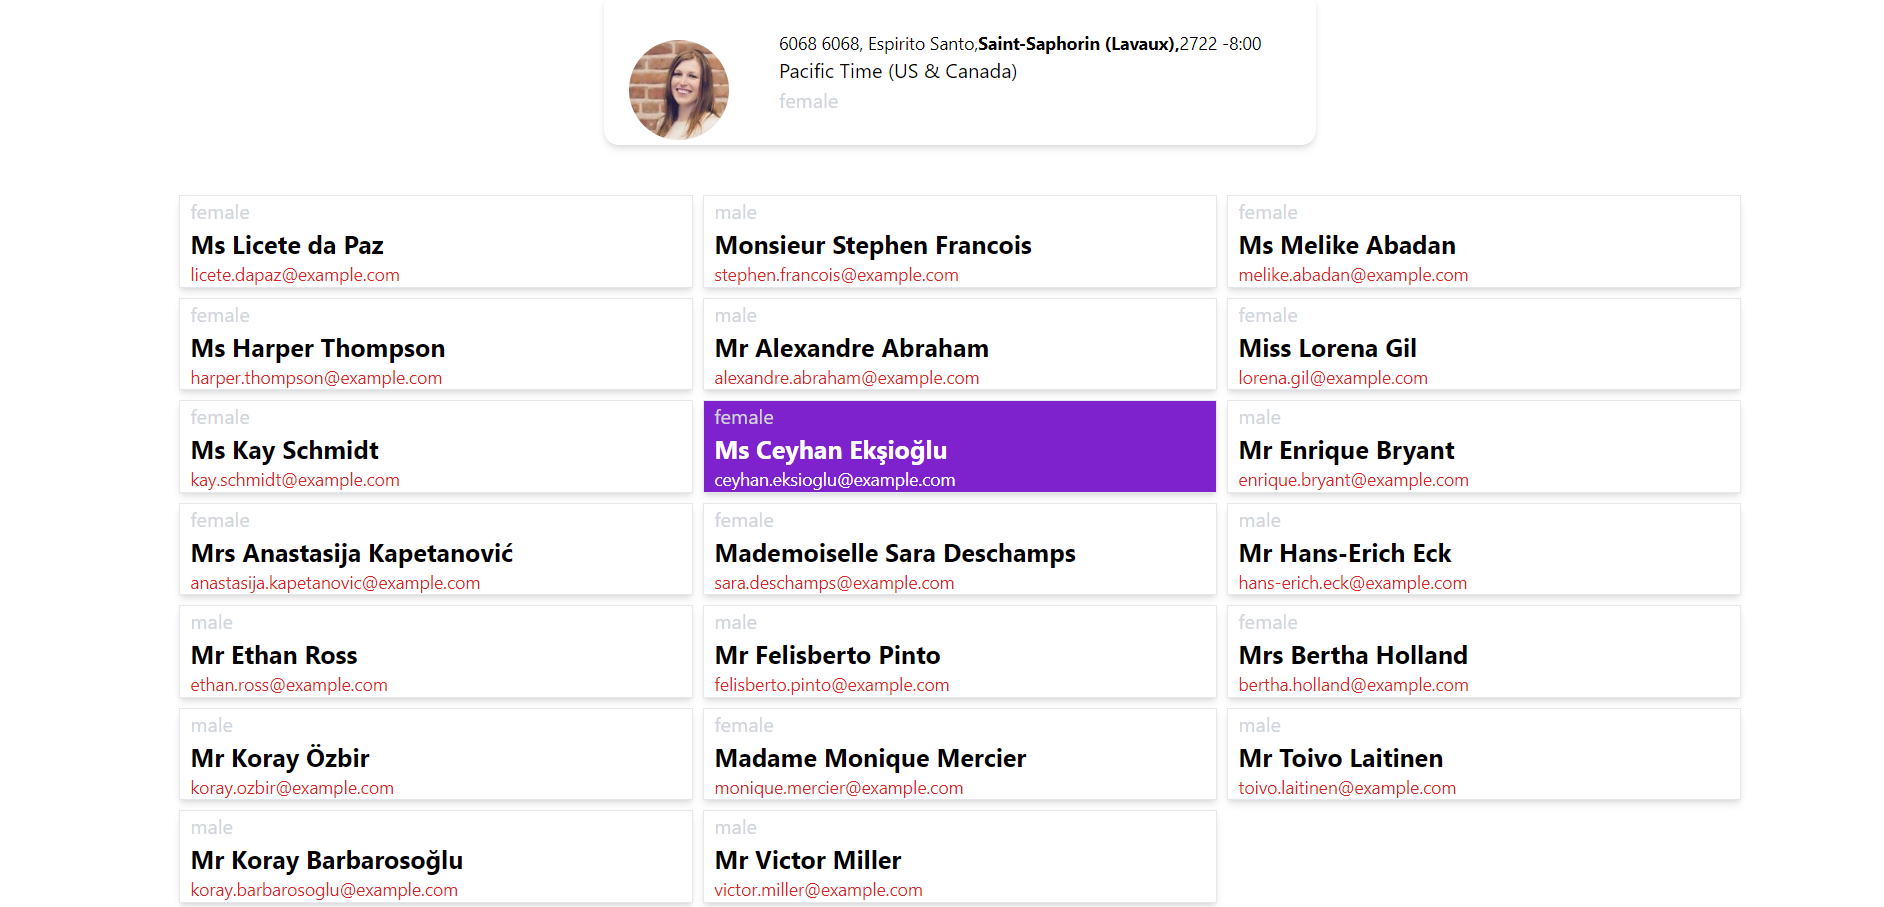 6068 6068, Espirito Santo,Saint-Saphorin (Lavaux),2722 -8:00
Pacific Time (US & Canada)
female
female
Ms Licete da Paz
licete.dapaz@example.com
male
Monsieur Stephen Francois
stephen.francois@example.com
female
Ms Melike Abadan
melike.abadan@example.com
female
Ms Harper Thompson
harper.thompson@example.com
male
Mr Alexandre Abraham
alexandre.abraham@example.com
female
Miss Lorena Gil
lorena.gil@example.com
female
Ms Kay Schmidt
kay.schmidt@example.com
female
Ms Ceyhan Ekşioğlu
ceyhan.eksioglu@example.com
male
Mr Enrique Bryant
enrique.bryant@example.com
female
Mrs Anastasija Kapetanović
anastasija.kapetanovic@example.com
female
Mademoiselle Sara Deschamps
sara.deschamps@example.com
male
Mr Hans-Erich Eck
hans-erich.eck@example.com
male
Mr Ethan Ross
ethan.ross@example.com
male
Mr Felisberto Pinto
felisberto.pinto@example.com
female
Mrs Bertha Holland
bertha.holland@example.com
male
Mr Koray Özbir
koray.ozbir@example.com
female
Madame Monique Mercier
monique.mercier@example.com
male
Mr Toivo Laitinen
toivo.laitinen@example.com
male
Mr Koray Barbarosoğlu
koray.barbarosoglu@example.com
male
Mr Victor Miller
victor.miller@example.com